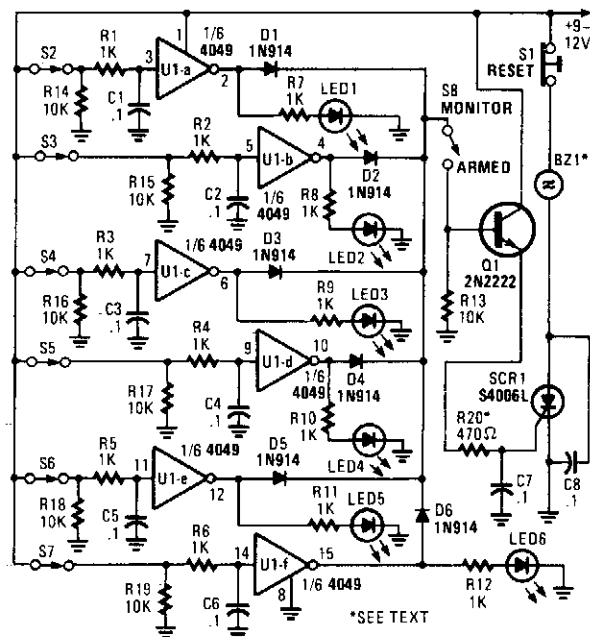 +9–
12V
S1
RESET
1/6
4049
D1
1N914
S2
R1
1K
3
1
U1-a
2
R14
10K
C1
.1
R7
1K
LED1
S8
MONITOR
ARMED
BZ1*
S3
R2
1K
5
U1-b
4
D2
1N914
R15
10K
C2
.1
1/6
4049
R8
1K
LED2
Q1
2N2222
R13
10K
S4
R3
1K
7
1/6 4049
U1-c
6
D3
1N914
R16
10K
C3
.1
R9
1K
LED3
S5
R4
1K
9
U1-d
10
1/6
4049
D4
1N914
R17
10K
C4
.1
R10
1K
LED4
SCR1
S4006L
R20*
470Ω
C7
.1
C8
.1
S6
R5
1K
11
1/6 4049
U1-e
12
D5
1N914
R18
10K
C5
.1
R11
1K
LED5
D6
1N914
S7
R6
1K
14
U1-f
15
8
1/6 4049
R19
10K
C6
.1
R12
1K
LED6
*SEE TEXT